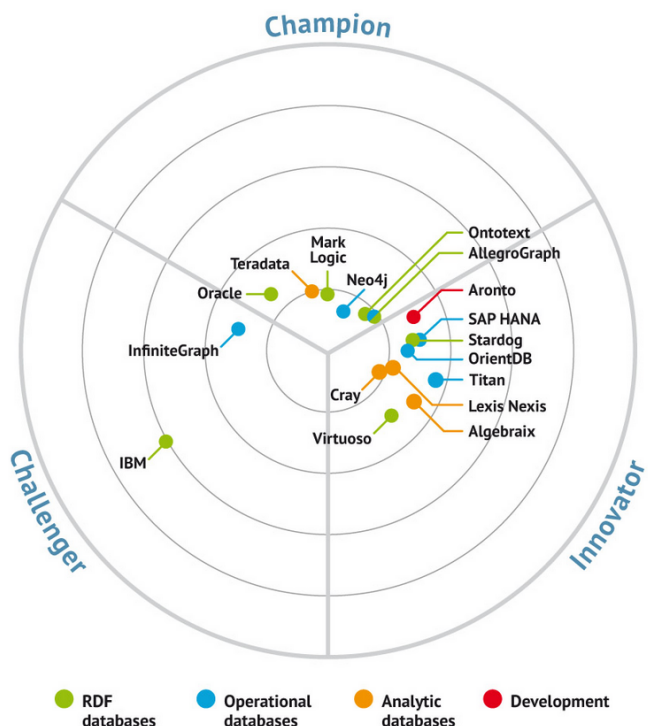 Champion
Ontotext
Mark
Logic
AllegroGraph
Teradata
Neo4j
Oracle
Aronto
SAP HANA
Stardog
InfiniteGraph
OrientDB
Titan
Cray
Lexis Nexis
Virtuoso
Algebraix
IBM
Challenger
Innovator
RDF
databases
Operational
databases
Analytic
databases
Development